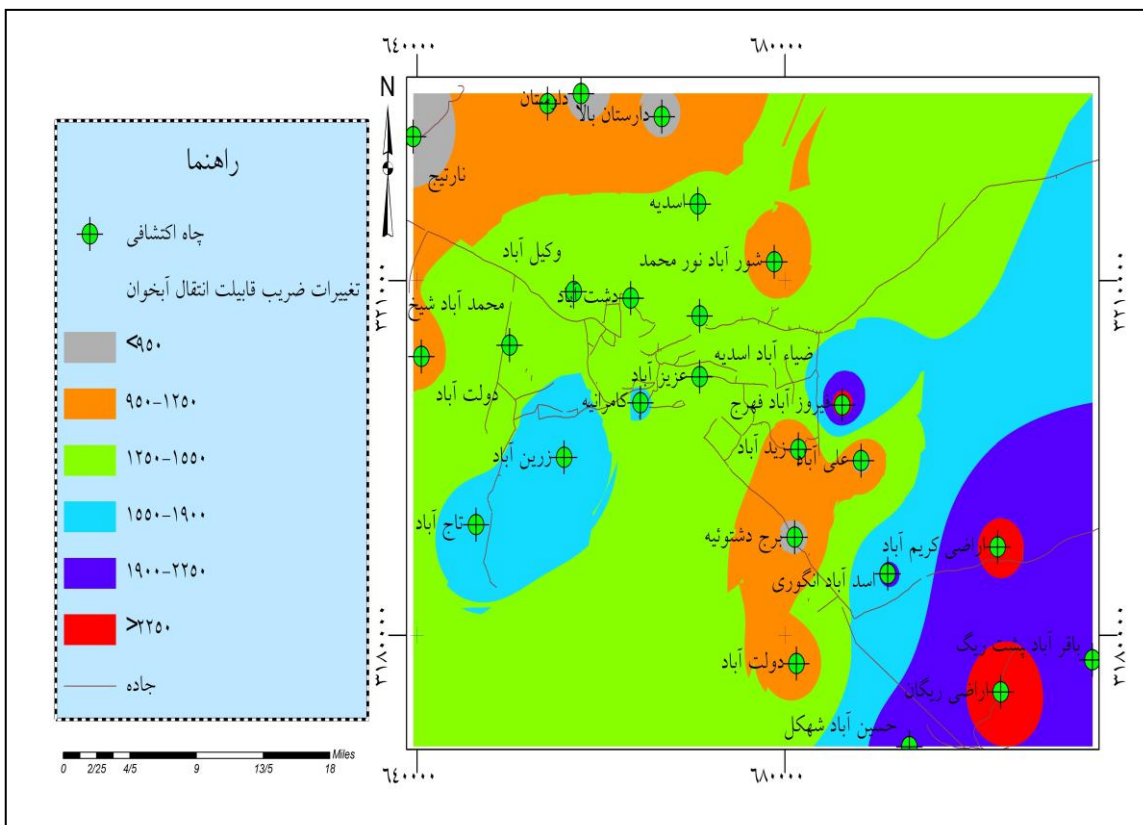 ۶۴۰۰۰۰
۶۸۰۰۰۰
N
راهنما
چاه اکتشافی
تغییرات ضریب قابیلت انتقال آبخوان
<۹۵۰
۹۵۰-۱۲۵۰
۱۲۵۰-۱۵۵۰
۱۵۵۰-۱۹۰۰
۱۹۰۰-۲۲۵۰
>۲۲۵۰
جاده
Miles
0 2/25 4/5 9 13/5 18
دارستان
دارستان بالا
نارتیج
اسدیه
شور آباد نور محمد
وکیل آباد
دشت آباد
محمد آباد شیخ
ضیاء آباد اسدیه
دولت آباد
عزیز آباد
کامرانیه
فیروز آباد فهرج
زرین آباد
زید آباد
علی آباد
تاج آباد
برج دشتوئیه
اراضی کریم آباد
اسد آباد انگوری
باقر آباد پشت ریگ
دولت آباد
اراضی ریگان
حسین آباد شهکل
۳۲۱۰۰۰۰
۳۲۱۰۰۰۰
۳۱۸۰۰۰۰
۳۱۸۰۰۰۰
۶۴۰۰۰۰
۶۸۰۰۰۰